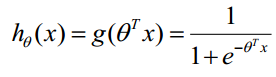 h_θ(x) = g(θ^T x) = 1 / (1 + e^{-θ^T x})